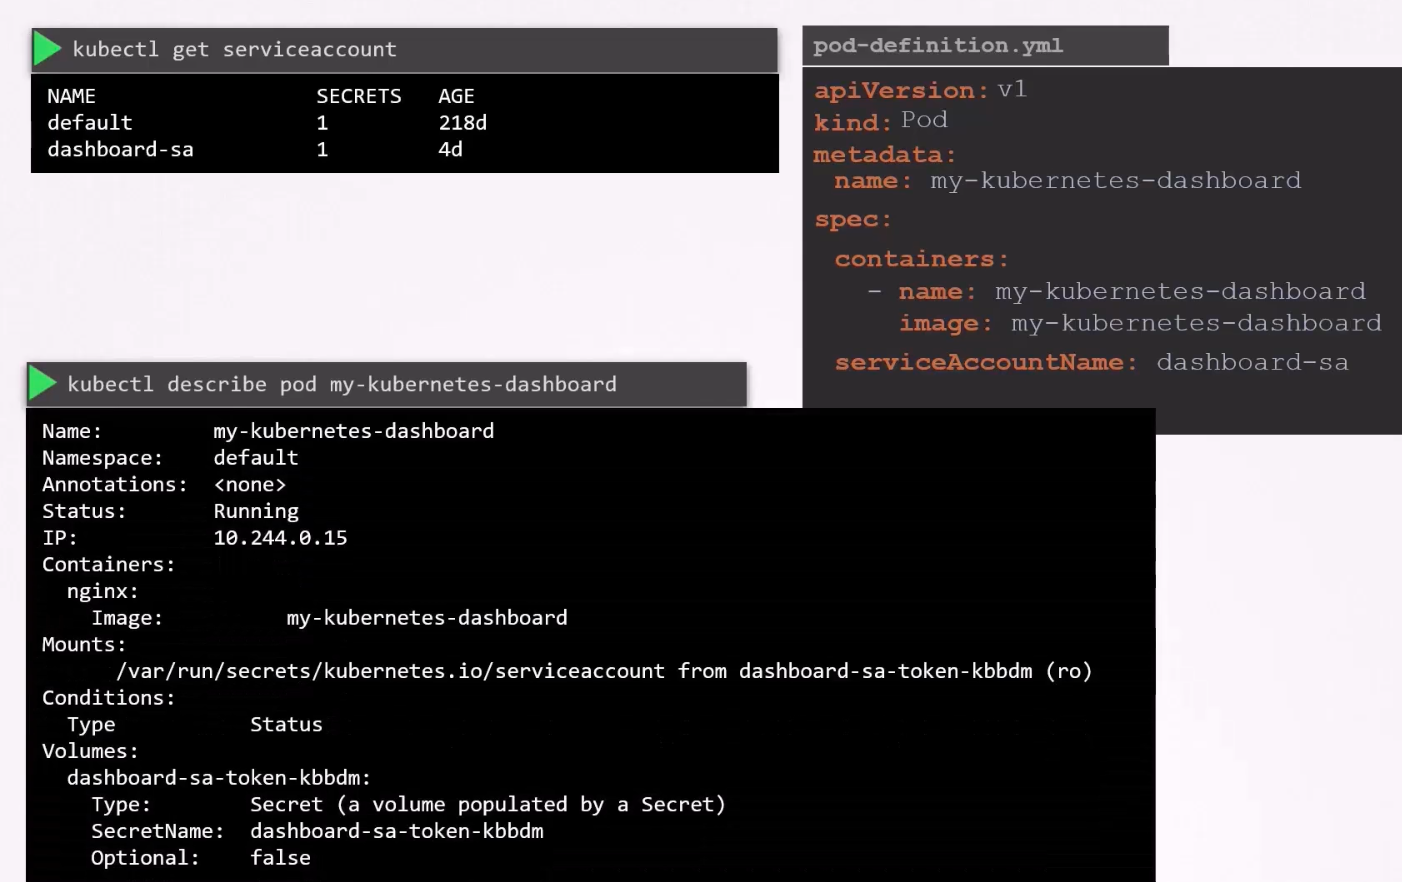 kubectl get serviceaccount
NAME SECRETS AGE
default 1 218d
dashboard-sa 1 4d
pod-definition.yml
apiVersion: v1
kind: Pod
metadata:
name: my-kubernetes-dashboard
spec:
containers:
- name: my-kubernetes-dashboard
image: my-kubernetes-dashboard
serviceAccountName: dashboard-sa
kubectl describe pod my-kubernetes-dashboard
Name: my-kubernetes-dashboard
Namespace: default
Annotations: <none>
Status: Running
IP: 10.244.0.15
Containers:
nginx:
Image: my-kubernetes-dashboard
Mounts:
/var/run/secrets/kubernetes.io/serviceaccount from dashboard-sa-token-kbbdm (ro)
Conditions:
Type Status
Volumes:
dashboard-sa-token-kbbdm:
Type: Secret (a volume populated by a Secret)
SecretName: dashboard-sa-token-kbbdm
Optional: false